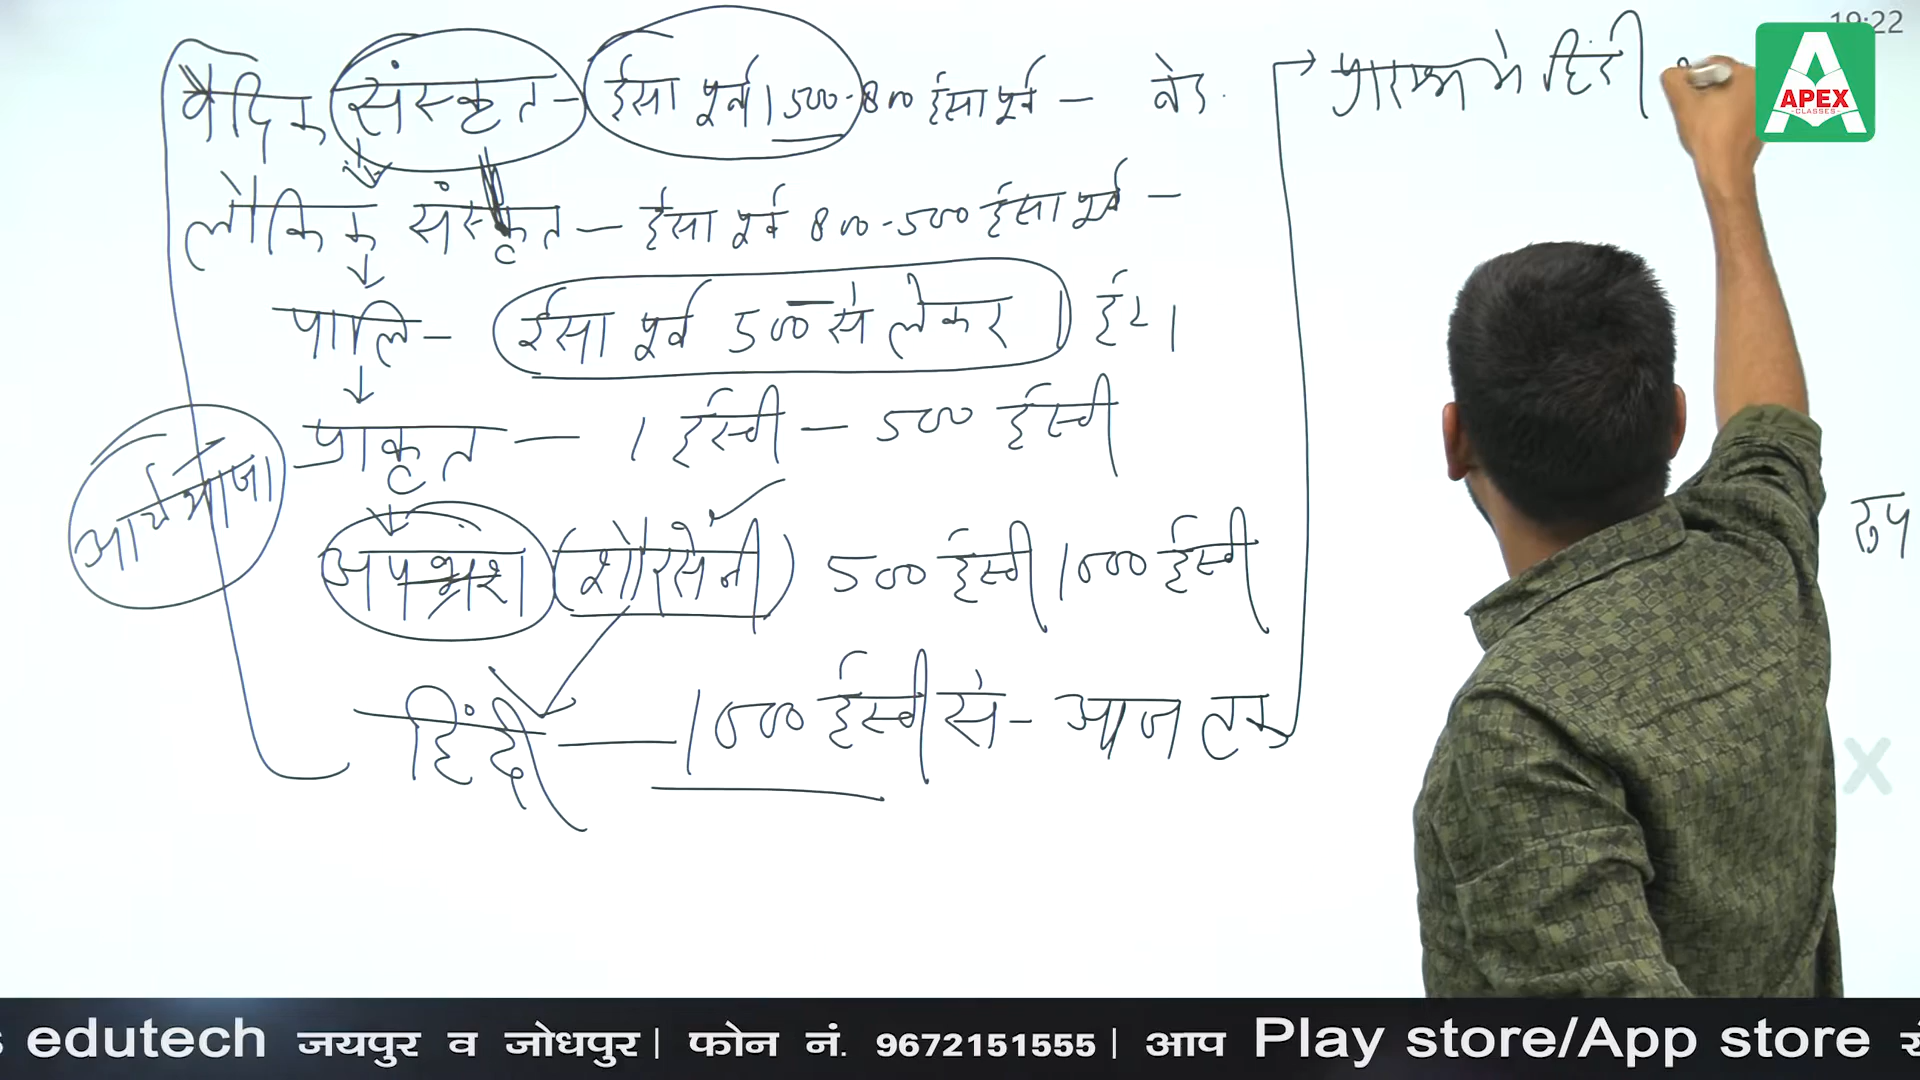 वैदिक संस्कृत - ईसा पूर्व 1500-800 ईसा पूर्व - वेद
लौकिक संस्कृत - ईसा पूर्व 800-500 ईसा पूर्व -
पालि - ईसा पूर्व 500 से लेकर 1
प्राकृत - 1 ईस्वी - 500 ईस्वी
अपभ्रंश (शौरसेनी) 500 ईस्वी 1000 ईस्वी
हिंदी - 1000 ईस्वी से - आज तक
आर्यभाषा
→ प्रारम्भ मे हिंदी
रूप
19:22
APEX
CLASSES
X
s edutech जयपुर व जोधपुर| फोन नं. 9672151555| आप Play store/App store